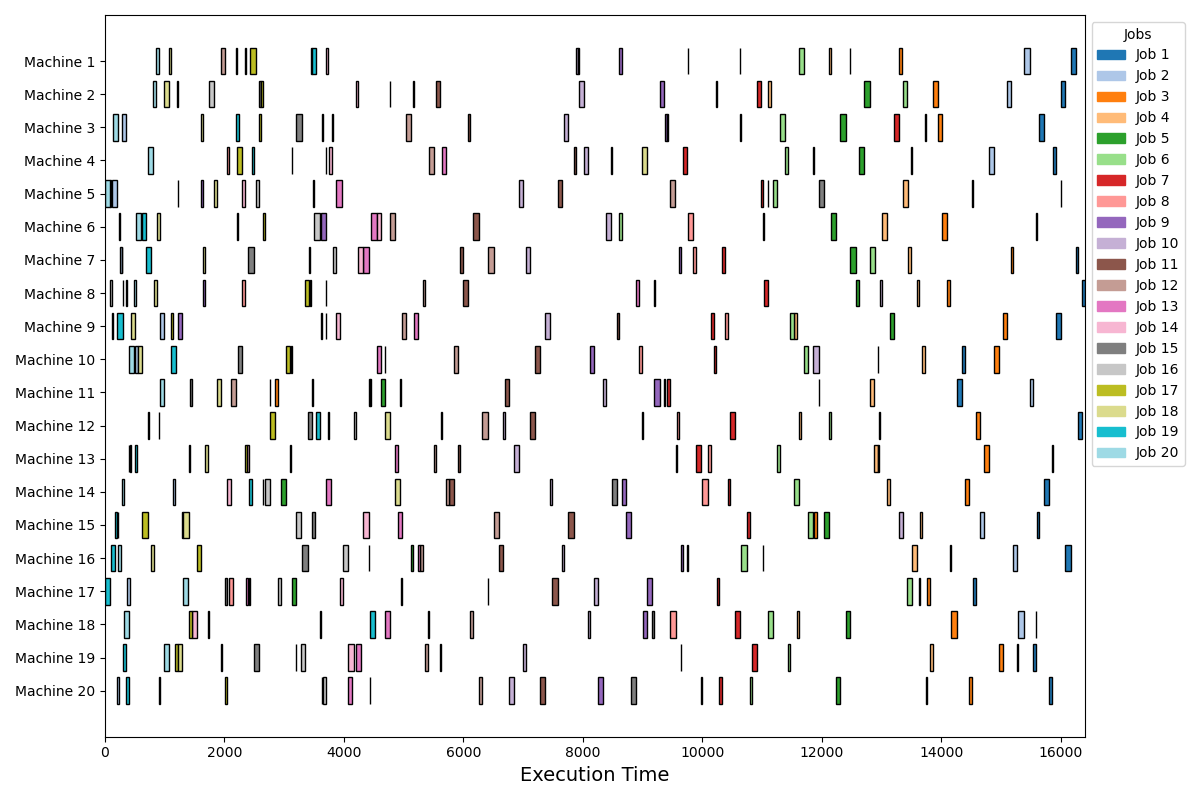 Machine 1
Machine 2
Machine 3
Machine 4
Machine 5
Machine 6
Machine 7
Machine 8
Machine 9
Machine 10
Machine 11
Machine 12
Machine 13
Machine 14
Machine 15
Machine 16
Machine 17
Machine 18
Machine 19
Machine 20
0 2000 4000 6000 8000 10000 12000 14000 16000
Execution Time
Jobs
Job 1
Job 2
Job 3
Job 4
Job 5
Job 6
Job 7
Job 8
Job 9
Job 10
Job 11
Job 12
Job 13
Job 14
Job 15
Job 16
Job 17
Job 18
Job 19
Job 20